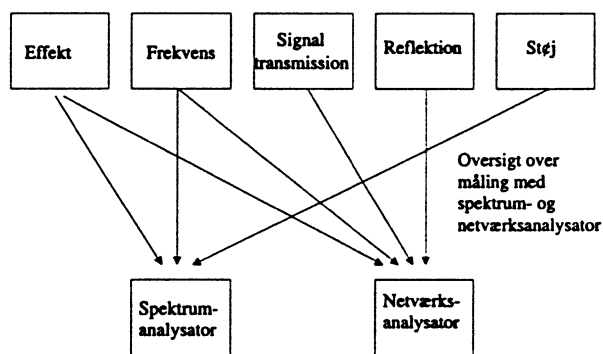 Effekt
Frekvens
Signal
transmission
Reflektion
Støj
Oversigt over
måling med
spektrum- og
netværksanalysator
Spektrum-
analysator
Netværks-
analysator